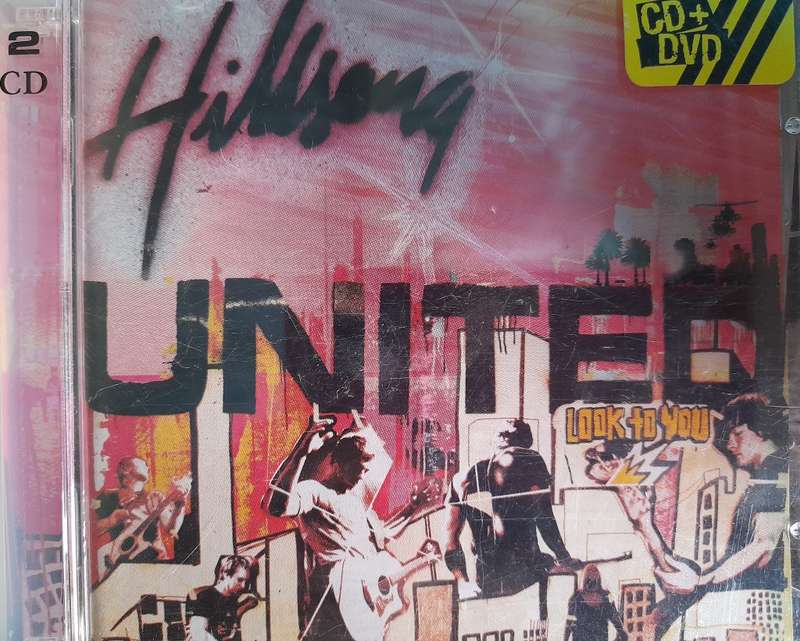 2
CD
CD+
DVD
Hillsong
UNITED
LOOK to YOU